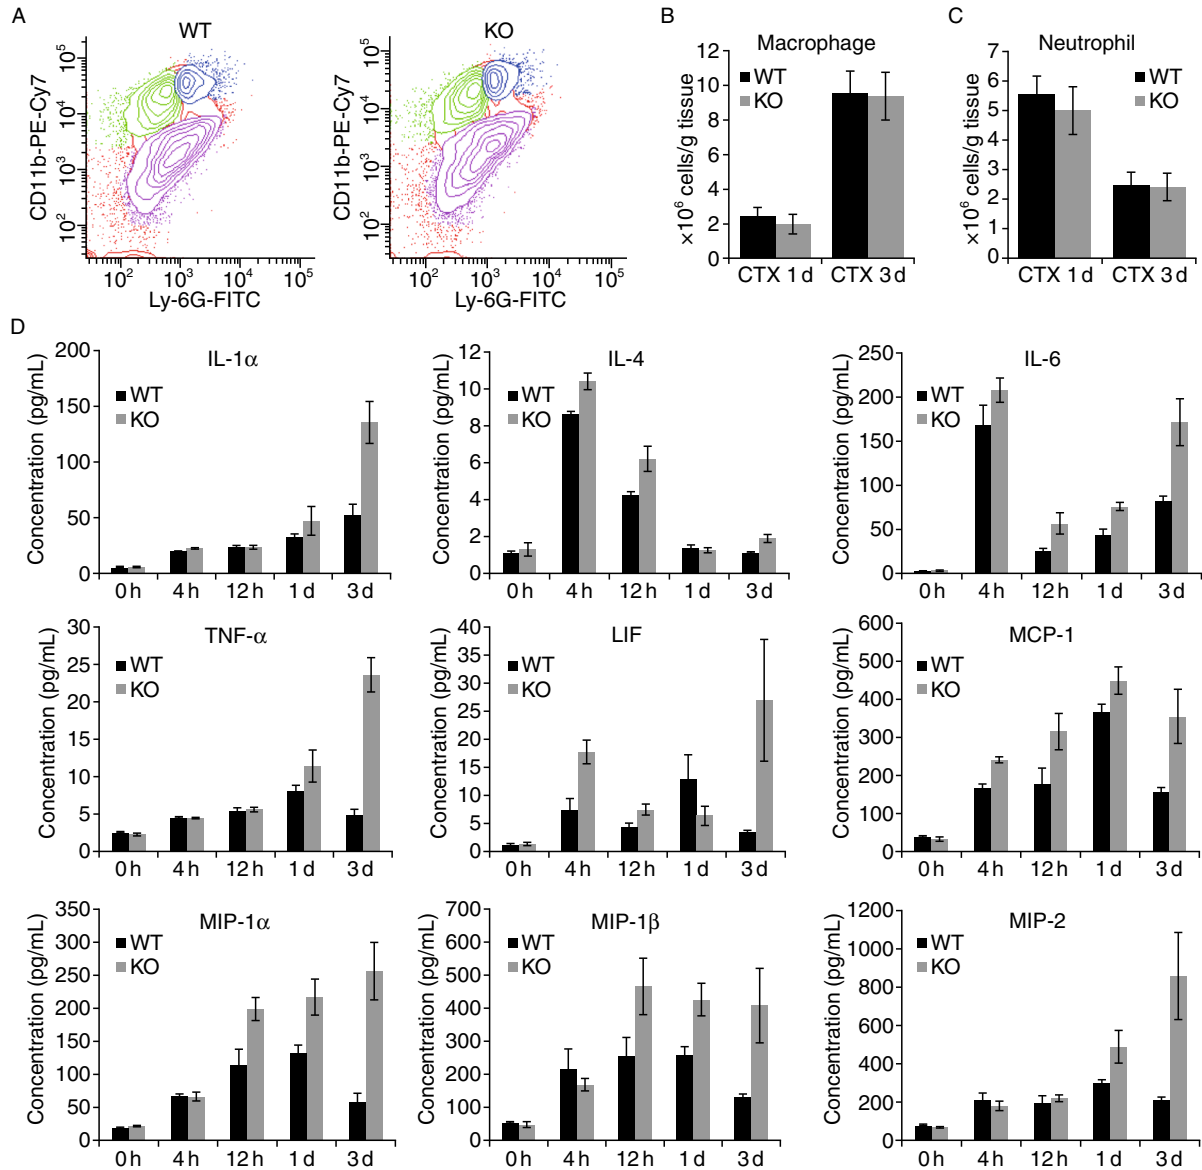 A
WT
CD11b-PE-Cy7
10⁵
10⁴
10³
10²
10² 10³ 10⁴ 10⁵
Ly-6G-FITC
KO
CD11b-PE-Cy7
10⁵
10⁴
10³
10²
10² 10³ 10⁴ 10⁵
Ly-6G-FITC
B
Macrophage
WT
KO
×10⁶ cells/g tissue
12
10
8
6
4
2
0
CTX 1 d CTX 3 d
C
Neutrophil
WT
KO
×10⁶ cells/g tissue
7
6
5
4
3
2
1
0
CTX 1 d CTX 3 d
D
IL-1α
WT
KO
Concentration (pg/mL)
200
150
100
50
0
0 h 4 h 12 h 1 d 3 d
IL-4
WT
KO
Concentration (pg/mL)
12
10
8
6
4
2
0
0 h 4 h 12 h 1 d 3 d
IL-6
WT
KO
Concentration (pg/mL)
250
200
150
100
50
0
0 h 4 h 12 h 1 d 3 d
TNF-α
WT
KO
Concentration (pg/mL)
30
25
20
15
10
5
0
0 h 4 h 12 h 1 d 3 d
LIF
WT
KO
Concentration (pg/mL)
40
35
30
25
20
15
10
5
0
0 h 4 h 12 h 1 d 3 d
MCP-1
WT
KO
Concentration (pg/mL)
600
500
400
300
200
100
0
0 h 4 h 12 h 1 d 3 d
MIP-1α
WT
KO
Concentration (pg/mL)
350
300
250
200
150
100
50
0
0 h 4 h 12 h 1 d 3 d
MIP-1β
WT
KO
Concentration (pg/mL)
700
600
500
400
300
200
100
0
0 h 4 h 12 h 1 d 3 d
MIP-2
WT
KO
Concentration (pg/mL)
1200
1000
800
600
400
200
0
0 h 4 h 12 h 1 d 3 d